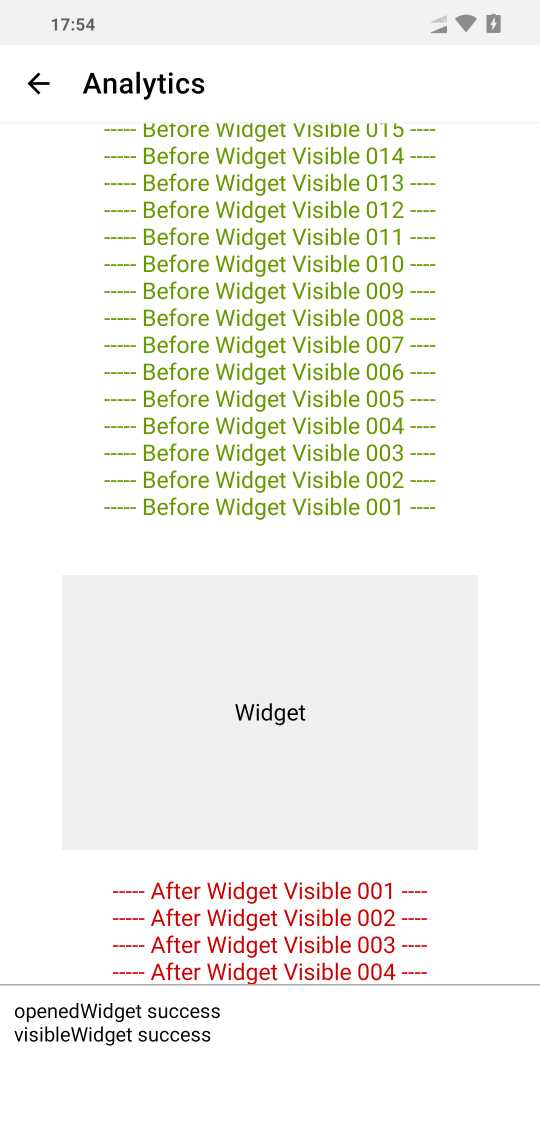 17:54
Analytics
----- Before Widget Visible 015 ----
----- Before Widget Visible 014 ----
----- Before Widget Visible 013 ----
----- Before Widget Visible 012 ----
----- Before Widget Visible 011 ----
----- Before Widget Visible 010 ----
----- Before Widget Visible 009 ----
----- Before Widget Visible 008 ----
----- Before Widget Visible 007 ----
----- Before Widget Visible 006 ----
----- Before Widget Visible 005 ----
----- Before Widget Visible 004 ----
----- Before Widget Visible 003 ----
----- Before Widget Visible 002 ----
----- Before Widget Visible 001 ----
Widget
----- After Widget Visible 001 ----
----- After Widget Visible 002 ----
----- After Widget Visible 003 ----
----- After Widget Visible 004 ----
openedWidget success
visibleWidget success